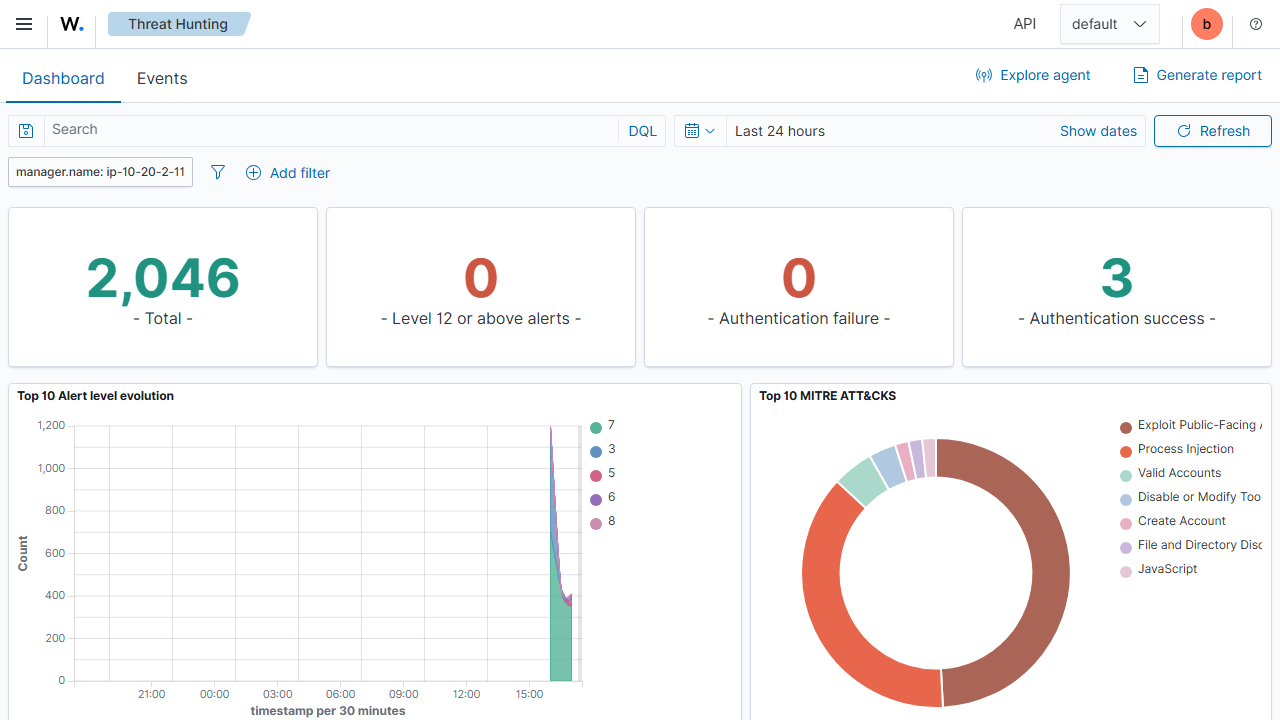 W.
Threat Hunting
API
default
b
Dashboard
Events
Explore agent
Generate report
Search
DQL
Last 24 hours
Show dates
Refresh
manager.name: ip-10-20-2-11
Add filter
2,046
- Total -
0
- Level 12 or above alerts -
0
- Authentication failure -
3
- Authentication success -
Top 10 Alert level evolution
1,200
1,000
800
600
400
200
0
Count
21:00
00:00
03:00
06:00
09:00
12:00
15:00
timestamp per 30 minutes
7
3
5
6
8
Top 10 MITRE ATT&CKS
Exploit Public-Facing
Process Injection
Valid Accounts
Disable or Modify Too
Create Account
File and Directory Disc
JavaScript